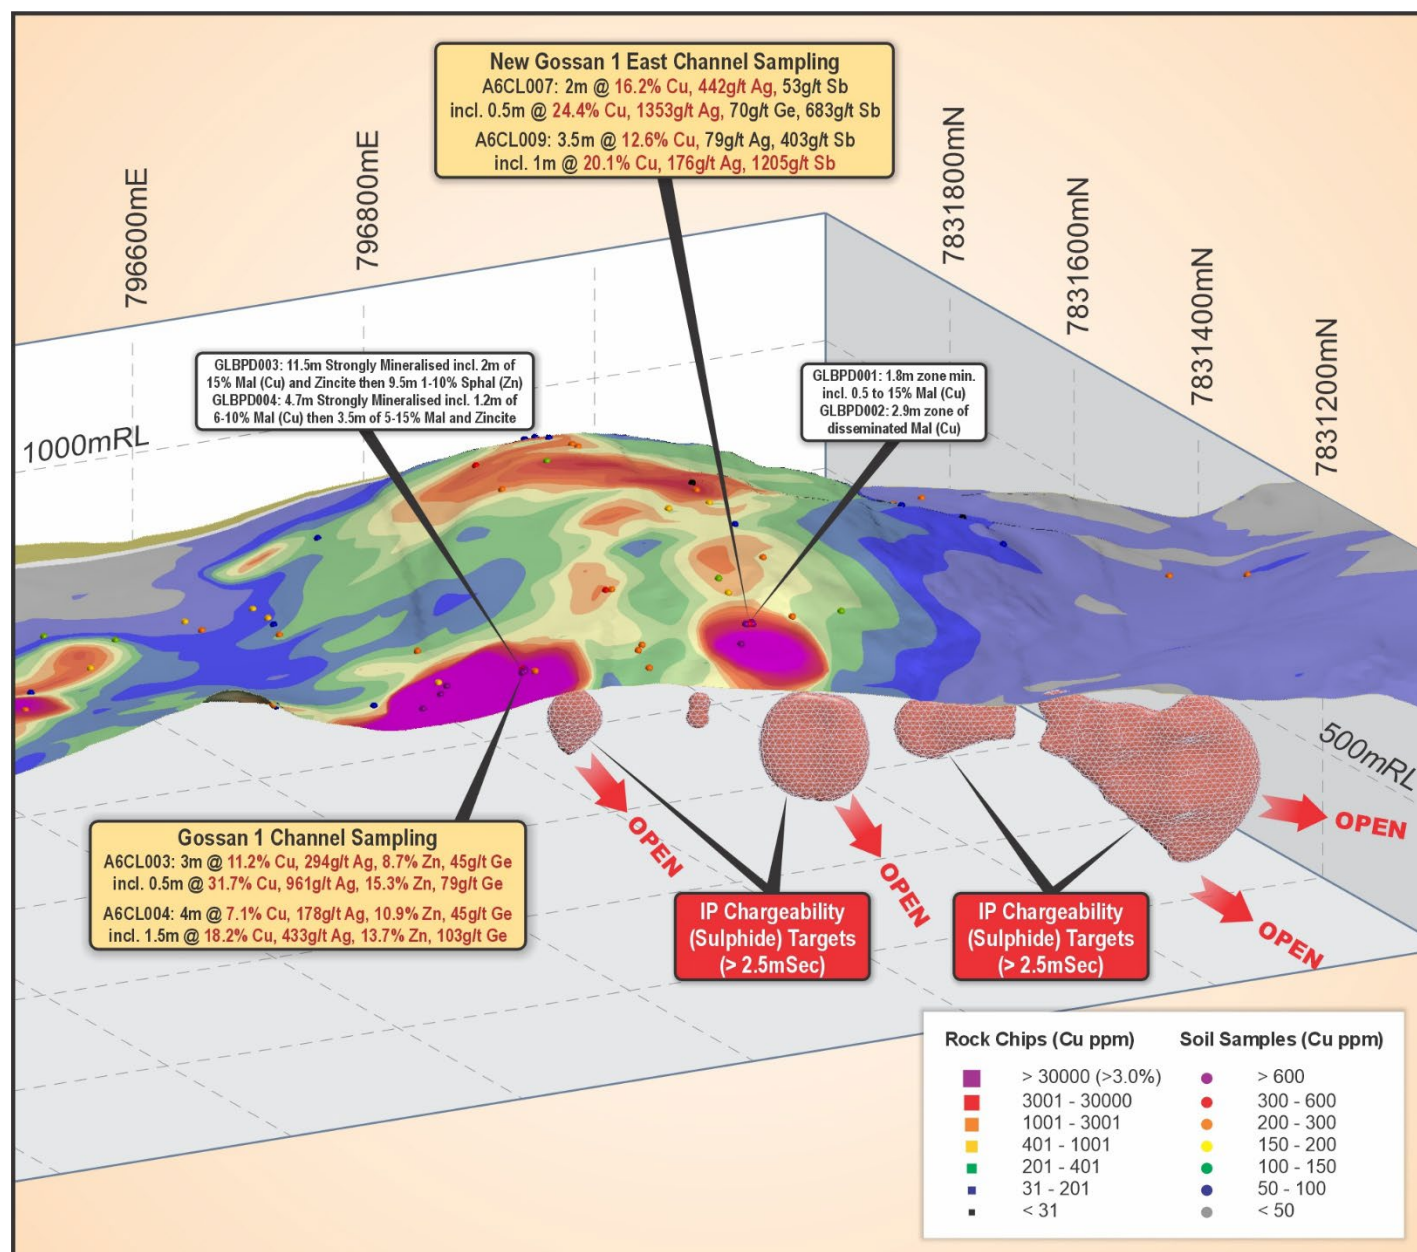 New Gossan 1 East Channel Sampling
A6CL007: 2m @ 16.2% Cu, 442g/t Ag, 53g/t Sb
incl. 0.5m @ 24.4% Cu, 1353g/t Ag, 70g/t Ge, 683g/t Sb
A6CL009: 3.5m @ 12.6% Cu, 79g/t Ag, 403g/t Sb
incl. 1m @ 20.1% Cu, 176g/t Ag, 1205g/t Sb
796600mE
796800mE
7831800mN
7831600mN
7831400mN
7831200mN
GLBPD003: 11.5m Strongly Mineralised incl. 2m of
15% Mal (Cu) and Zincite then 9.5m 1-10% Sphal (Zn)
GLBPD004: 4.7m Strongly Mineralised incl. 1.2m of
6-10% Mal (Cu) then 3.5m of 5-15% Mal and Zincite
GLBPD001: 1.8m zone min.
incl. 0.5 to 15% Mal (Cu)
GLBPD002: 2.9m zone of
disseminated Mal (Cu)
1000mRL
500mRL
OPEN
OPEN
OPEN
OPEN
Gossan 1 Channel Sampling
A6CL003: 3m @ 11.2% Cu, 294g/t Ag, 8.7% Zn, 45g/t Ge
incl. 0.5m @ 31.7% Cu, 961g/t Ag, 15.3% Zn, 79g/t Ge
A6CL004: 4m @ 7.1% Cu, 178g/t Ag, 10.9% Zn, 45g/t Ge
incl. 1.5m @ 18.2% Cu, 433g/t Ag, 13.7% Zn, 103g/t Ge
IP Chargeability
(Sulphide) Targets
(> 2.5mSec)
IP Chargeability
(Sulphide) Targets
(> 2.5mSec)
Rock Chips (Cu ppm)
> 30000 (>3.0%)
3001 - 30000
1001 - 3001
401 - 1001
201 - 401
31 - 201
< 31
Soil Samples (Cu ppm)
> 600
300 - 600
200 - 300
150 - 200
100 - 150
50 - 100
< 50